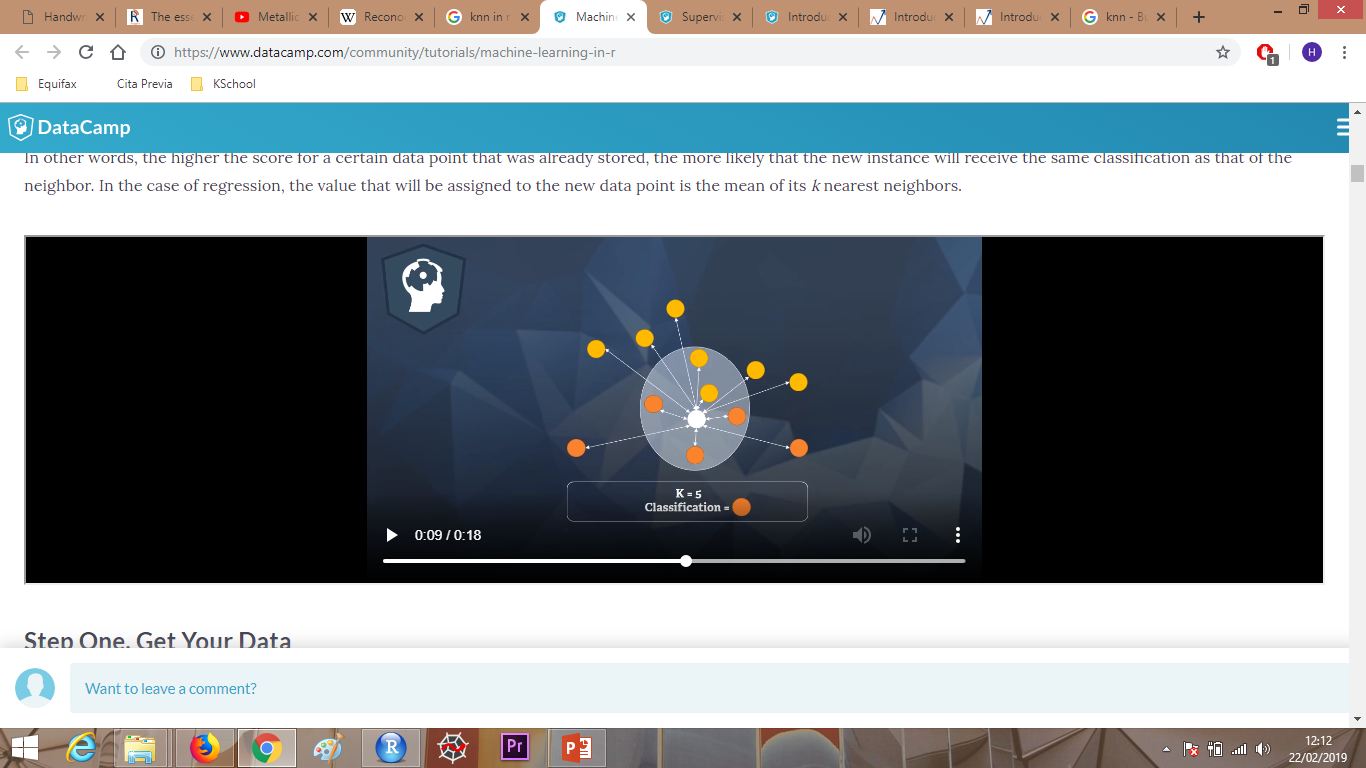 Handw
The esse
Metallic
Recono
knn in r
Machin
Supervi
Introdu
Introdu
Introdu
knn - Bu
https://www.datacamp.com/community/tutorials/machine-learning-in-r
1
H
Equifax
Cita Previa
KSchool
DataCamp
In other words, the higher the score for a certain data point that was already stored, the more likely that the new instance will receive the same classification as that of the
neighbor. In the case of regression, the value that will be assigned to the new data point is the mean of its k nearest neighbors.
K = 5
Classification =
0:09 / 0:18
Step One. Get Your Data
Want to leave a comment?
R
Pr
P
12:12
22/02/2019